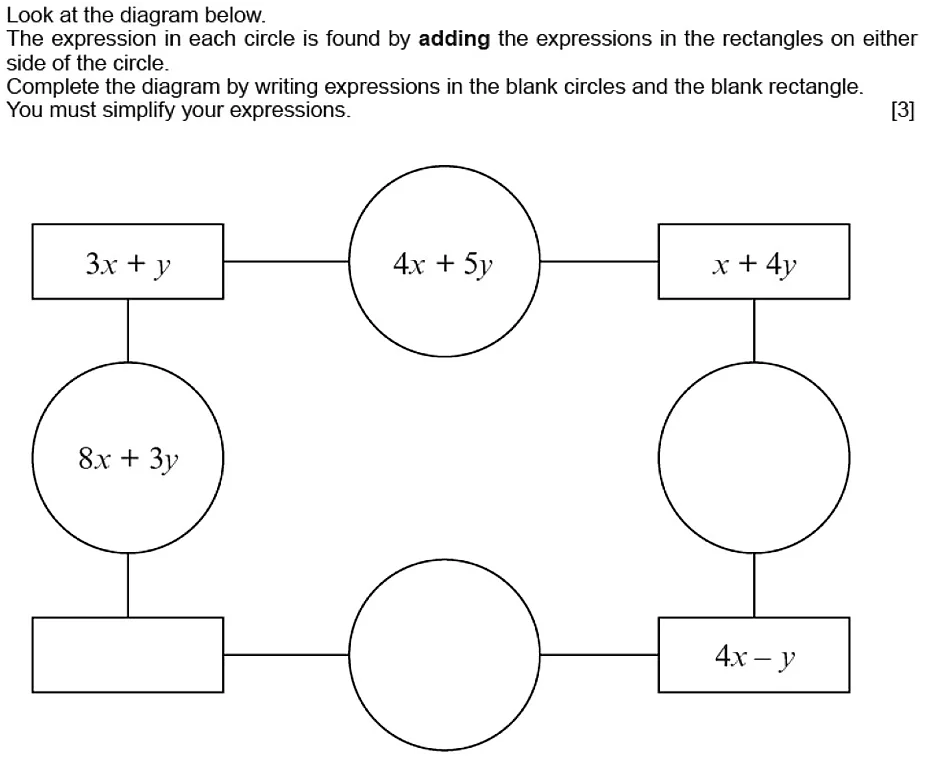 Look at the diagram below.
The expression in each circle is found by adding the expressions in the rectangles on either
side of the circle.
Complete the diagram by writing expressions in the blank circles and the blank rectangle.
You must simplify your expressions. [3]
3x + y
4x + 5y
x + 4y
8x + 3y
4x – y